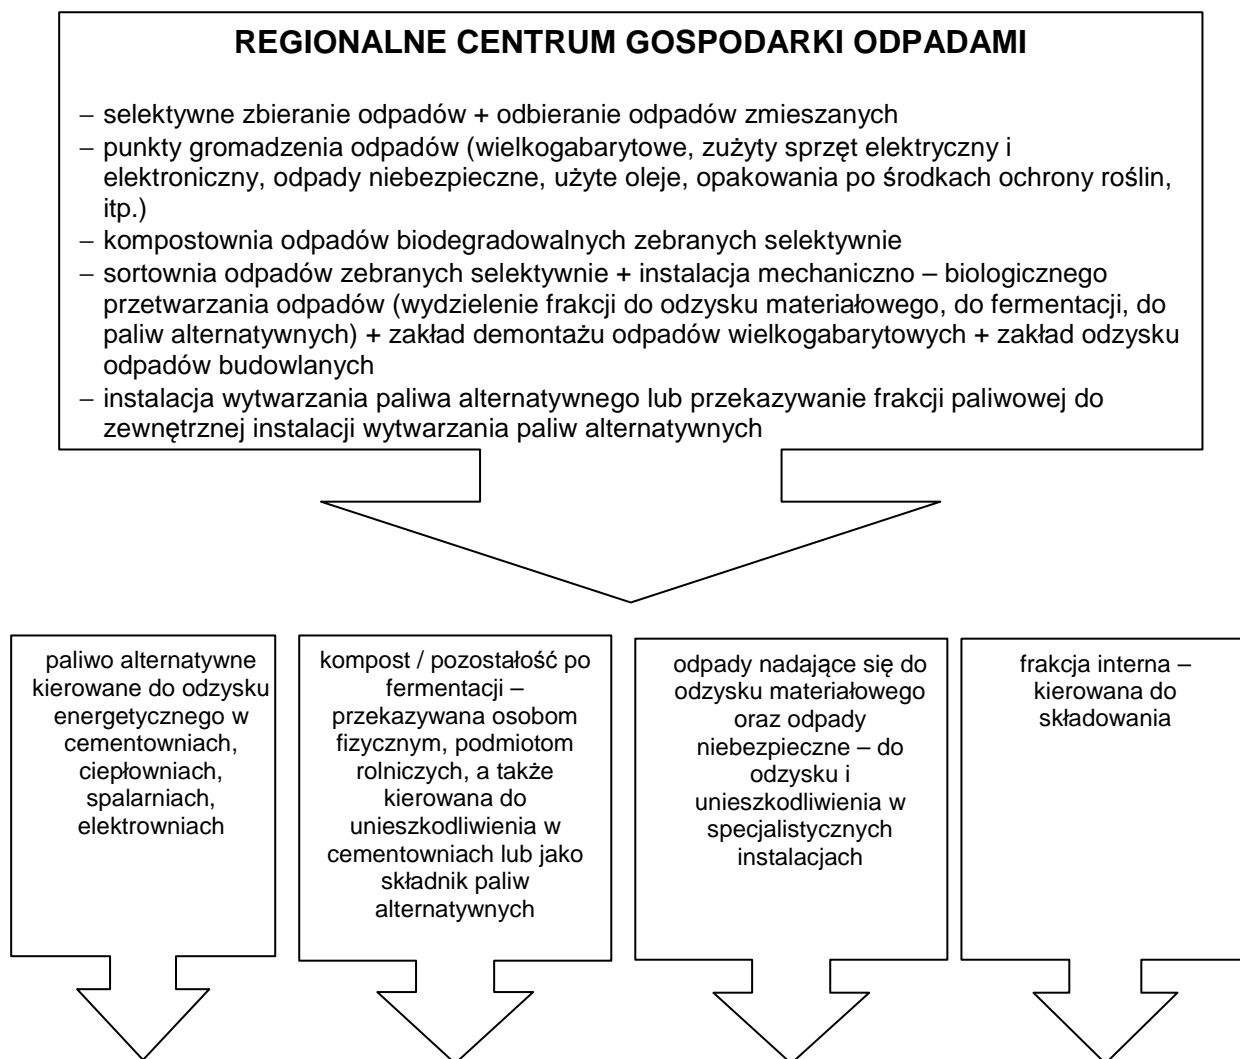 REGIONALNE CENTRUM GOSPODARKI ODPADAMI
– selektywne zbieranie odpadów + odbieranie odpadów zmieszanych
– punkty gromadzenia odpadów (wielkogabarytowe, zużyty sprzęt elektryczny i
elektroniczny, odpady niebezpieczne, użyte oleje, opakowania po środkach ochrony roślin,
itp.)
– kompostownia odpadów biodegradowalnych zebranych selektywnie
– sortownia odpadów zebranych selektywnie + instalacja mechaniczno – biologicznego
przetwarzania odpadów (wydzielenie frakcji do odzysku materiałowego, do fermentacji, do
paliw alternatywnych) + zakład demontażu odpadów wielkogabarytowych + zakład odzysku
odpadów budowlanych
– instalacja wytwarzania paliwa alternatywnego lub przekazywanie frakcji paliwowej do
zewnętrznej instalacji wytwarzania paliw alternatywnych
paliwo alternatywne
kierowane do odzysku
energetycznego w
cementowniach,
ciepłowniach,
spalarniach,
elektrowniach
kompost / pozostałość po
fermentacji –
przekazywana osobom
fizycznym, podmiotom
rolniczych, a także
kierowana do
unieszkodliwienia w
cementowniach lub jako
składnik paliw
alternatywnych
odpady nadające się do
odzysku materiałowego
oraz odpady
niebezpieczne – do
odzysku i
unieszkodliwienia w
specjalistycznych
instalacjach
frakcja interna –
kierowana do
składowania